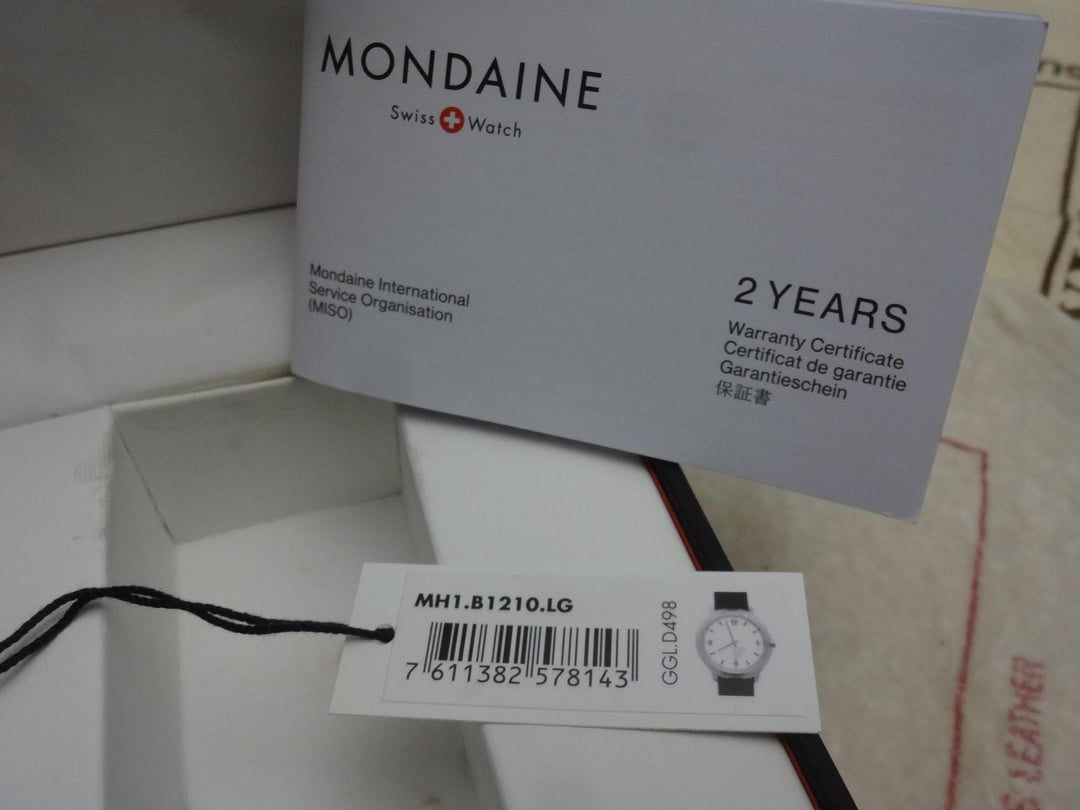 MONDAINE
Swiss Watch
Mondaine International
Service Organisation
(MISO)
2 YEARS
Warranty Certificate
Certificat de garantie
Garantieschein
保証書
MH1.B1210.LG
7 611382 578143
GGL.D498
LEATHER